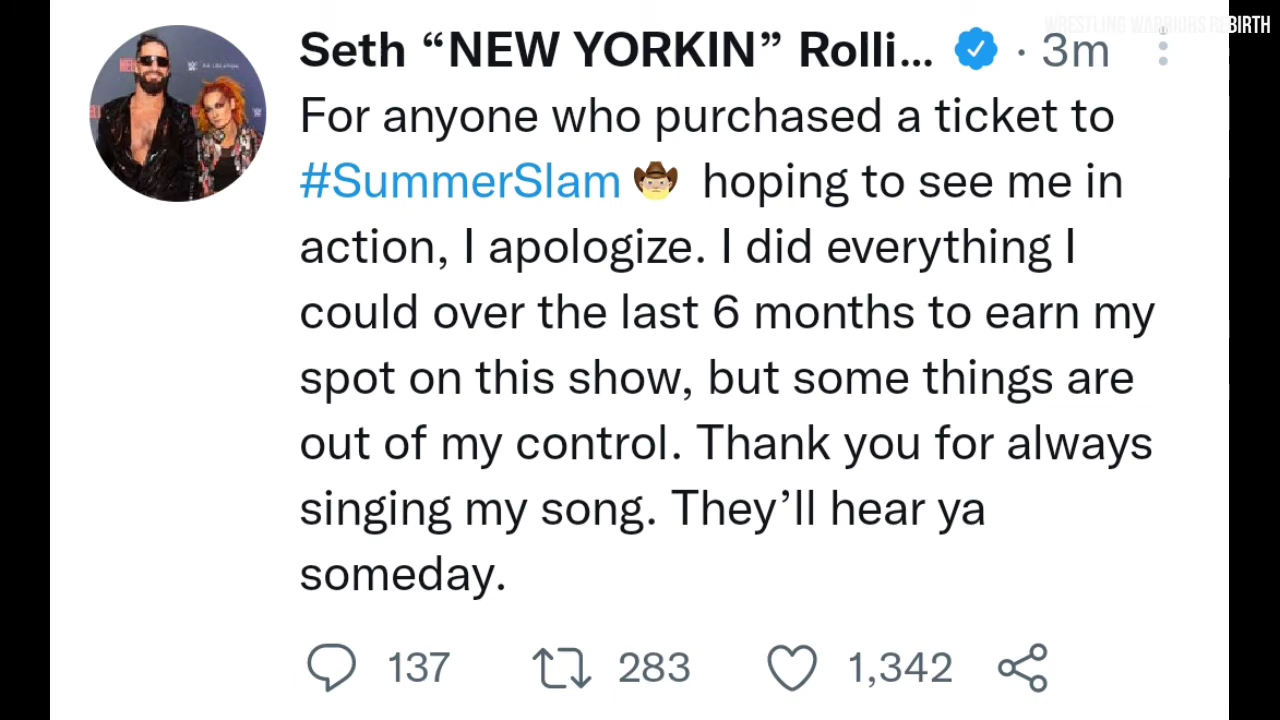 WRESTLING WARRIORS REBIRTH
Seth “NEW YORKIN” Rolli... · 3m
For anyone who purchased a ticket to
#SummerSlam 🤠 hoping to see me in
action, I apologize. I did everything I
could over the last 6 months to earn my
spot on this show, but some things are
out of my control. Thank you for always
singing my song. They’ll hear ya
someday.
137 283 1,342